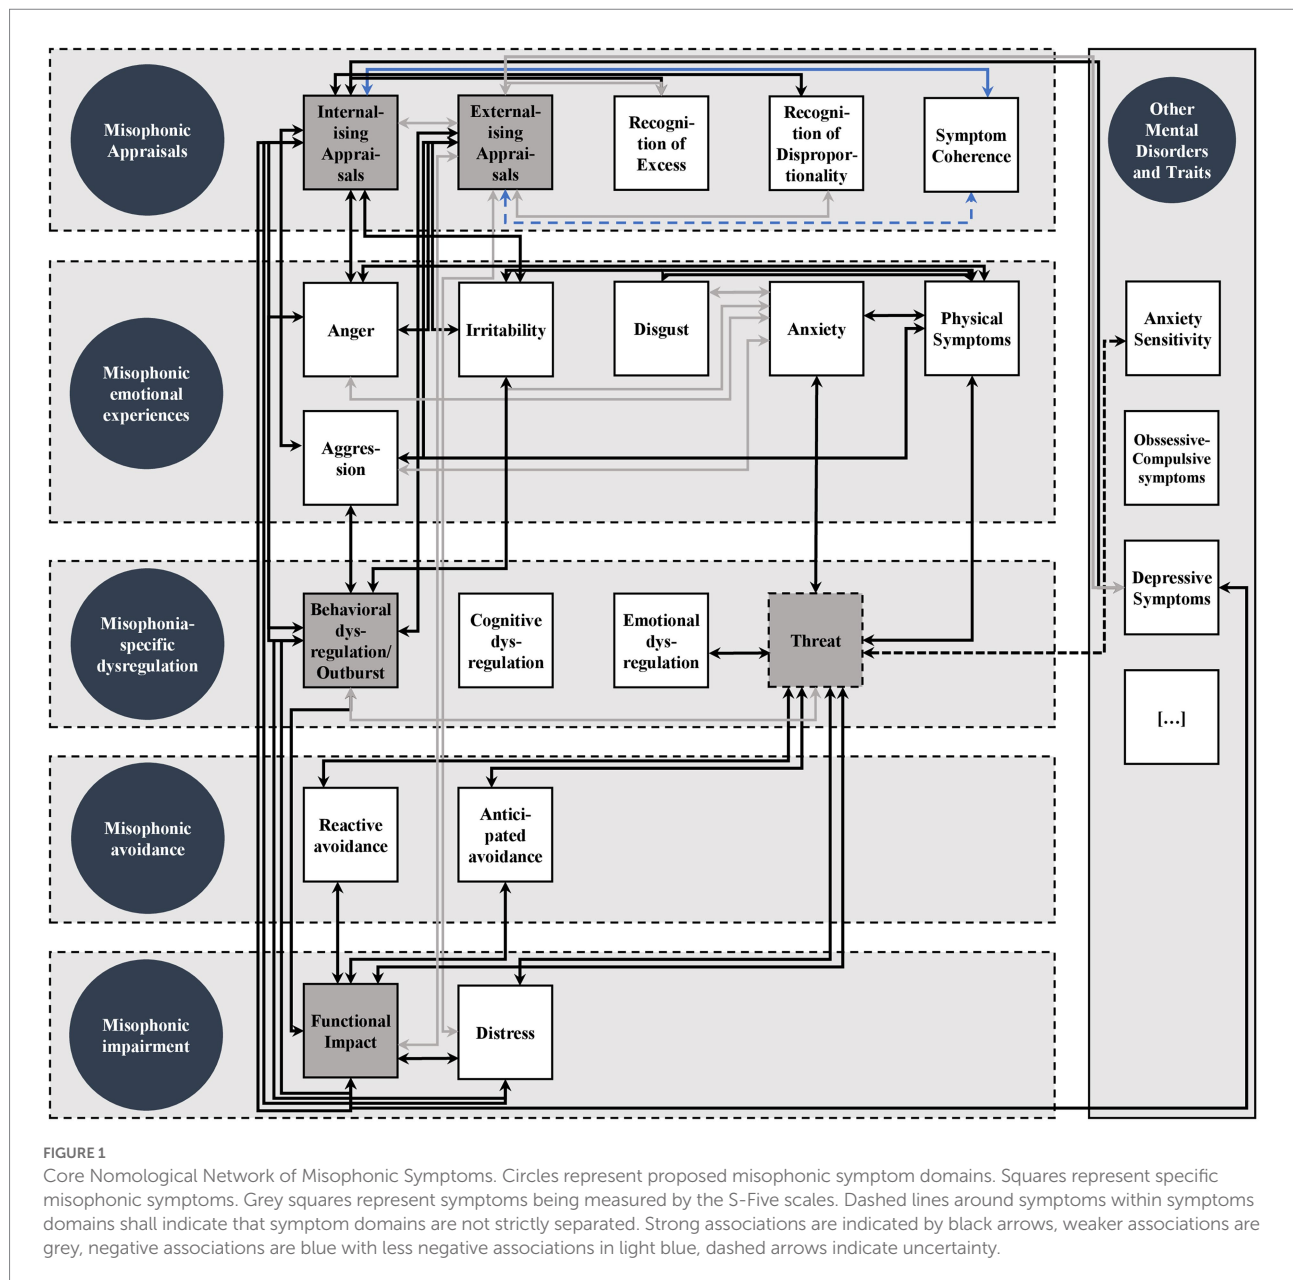 Misophonic
Appraisals
Internal-
ising
Apprai-
sals
External-
ising
Apprai-
sals
Recogni-
tion of
Excess
Recogni-
tion of
Dispropor-
tionality
Symptom
Coherence
Other
Mental
Disorders
and Traits
Misophonic
emotional
experiences
Anger
Irritability
Disgust
Anxiety
Physical
Symptoms
Anxiety
Sensitivity
Aggres-
sion
Obssessive-
Compulsive
symptoms
Misophonia-
specific
dysregulation
Behavioral
dys-
regulation/
Outburst
Cognitive
dys-
regulation
Emotional
dys-
regulation
Threat
Depressive
Symptoms
[…]
Misophonic
avoidance
Reactive
avoidance
Antici-
pated
avoidance
Misophonic
impairment
Functional
Impact
Distress
FIGURE 1
Core Nomological Network of Misophonic Symptoms. Circles represent proposed misophonic symptom domains. Squares represent specific
misophonic symptoms. Grey squares represent symptoms being measured by the S-Five scales. Dashed lines around symptoms within symptoms
domains shall indicate that symptom domains are not strictly separated. Strong associations are indicated by black arrows, weaker associations are
grey, negative associations are blue with less negative associations in light blue, dashed arrows indicate uncertainty.